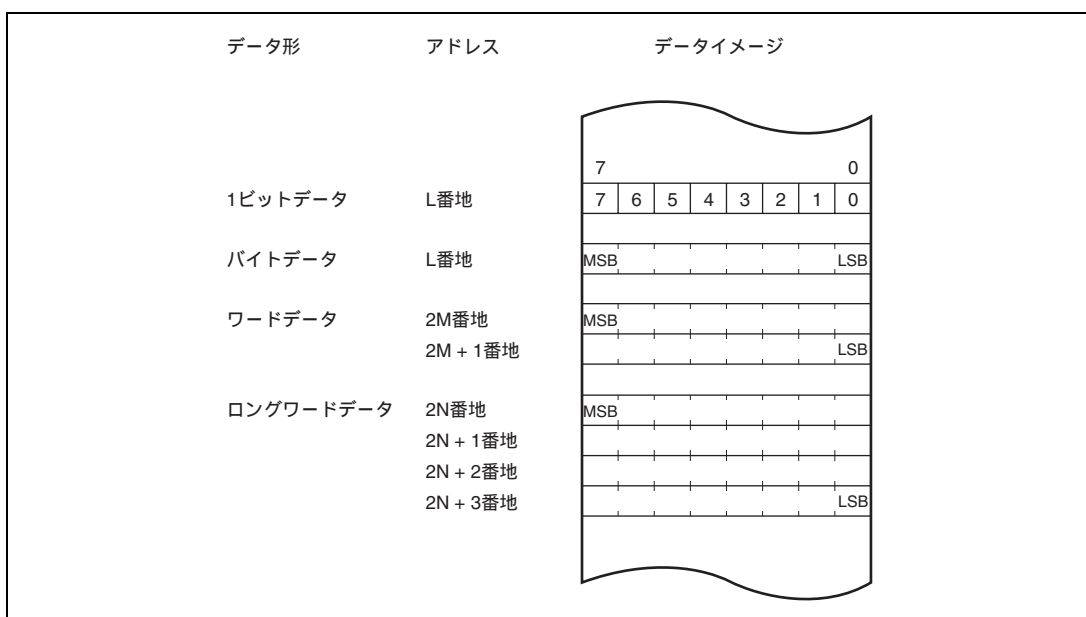 データ形 アドレス データイメージ
7 0
1ビットデータ L番地 7 6 5 4 3 2 1 0
バイトデータ L番地 MSB LSB
ワードデータ 2M番地 MSB
2M + 1番地 LSB
ロングワードデータ 2N番地 MSB
2N + 1番地
2N + 2番地
2N + 3番地 LSB